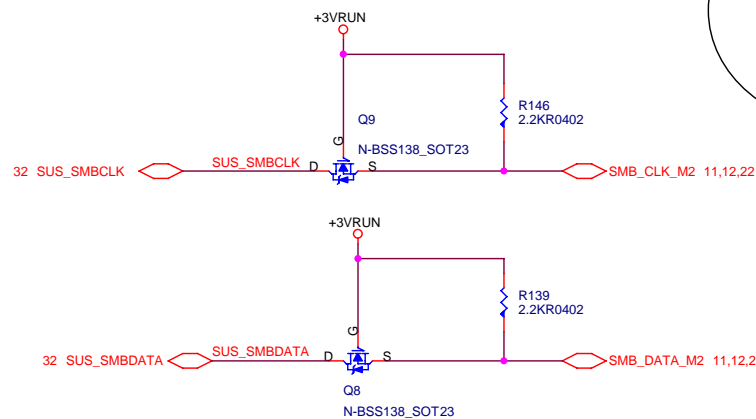 +3VRUN
R146
2.2KR0402
Q9
G
N-BSS138_SOT23
32 SUS_SMBCLK
SUS_SMBCLK
D
S
SMB_CLK_M2 11,12,22
+3VRUN
R139
2.2KR0402
G
32 SUS_SMBDATA
SUS_SMBDATA
D
S
SMB_DATA_M2 11,12,2
Q8
N-BSS138_SOT23